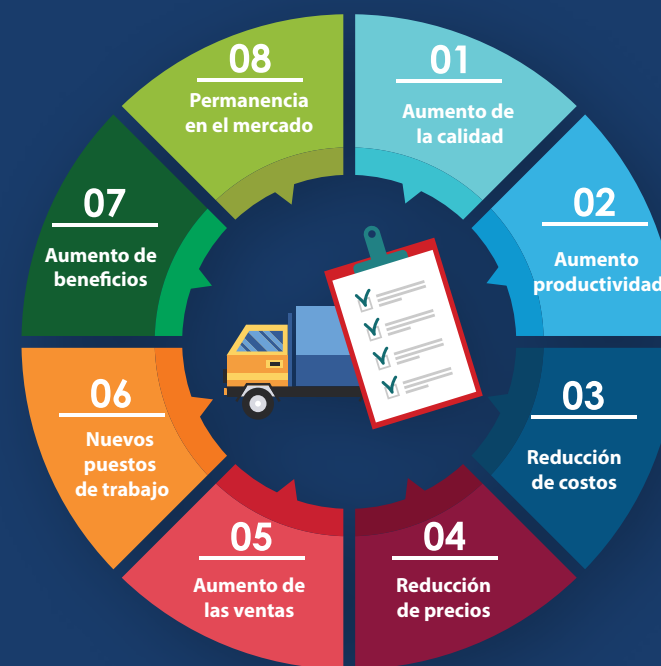 01
Aumento de
la calidad
02
Aumento
productividad
03
Reducción
de costos
04
Reducción
de precios
05
Aumento de
las ventas
06
Nuevos
puestos
de trabajo
07
Aumento de
beneficios
08
Permanencia
en el mercado